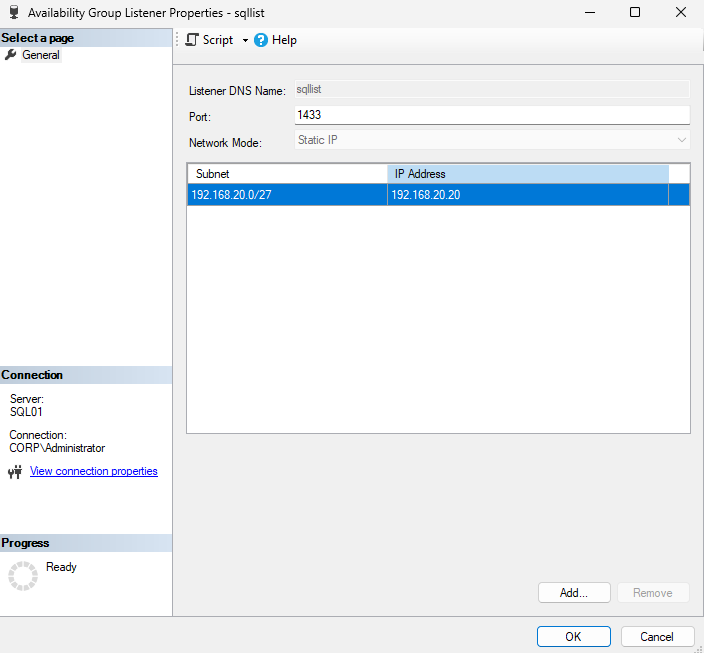 Availability Group Listener Properties - sqllist
Select a page
General
Script
Help
Listener DNS Name: sqllist
Port: 1433
Network Mode: Static IP
Subnet IP Address
192.168.20.0/27 192.168.20.20
Connection
Server:
SQL01
Connection:
CORP\Administrator
View connection properties
Progress
Ready
Add...
Remove
OK
Cancel